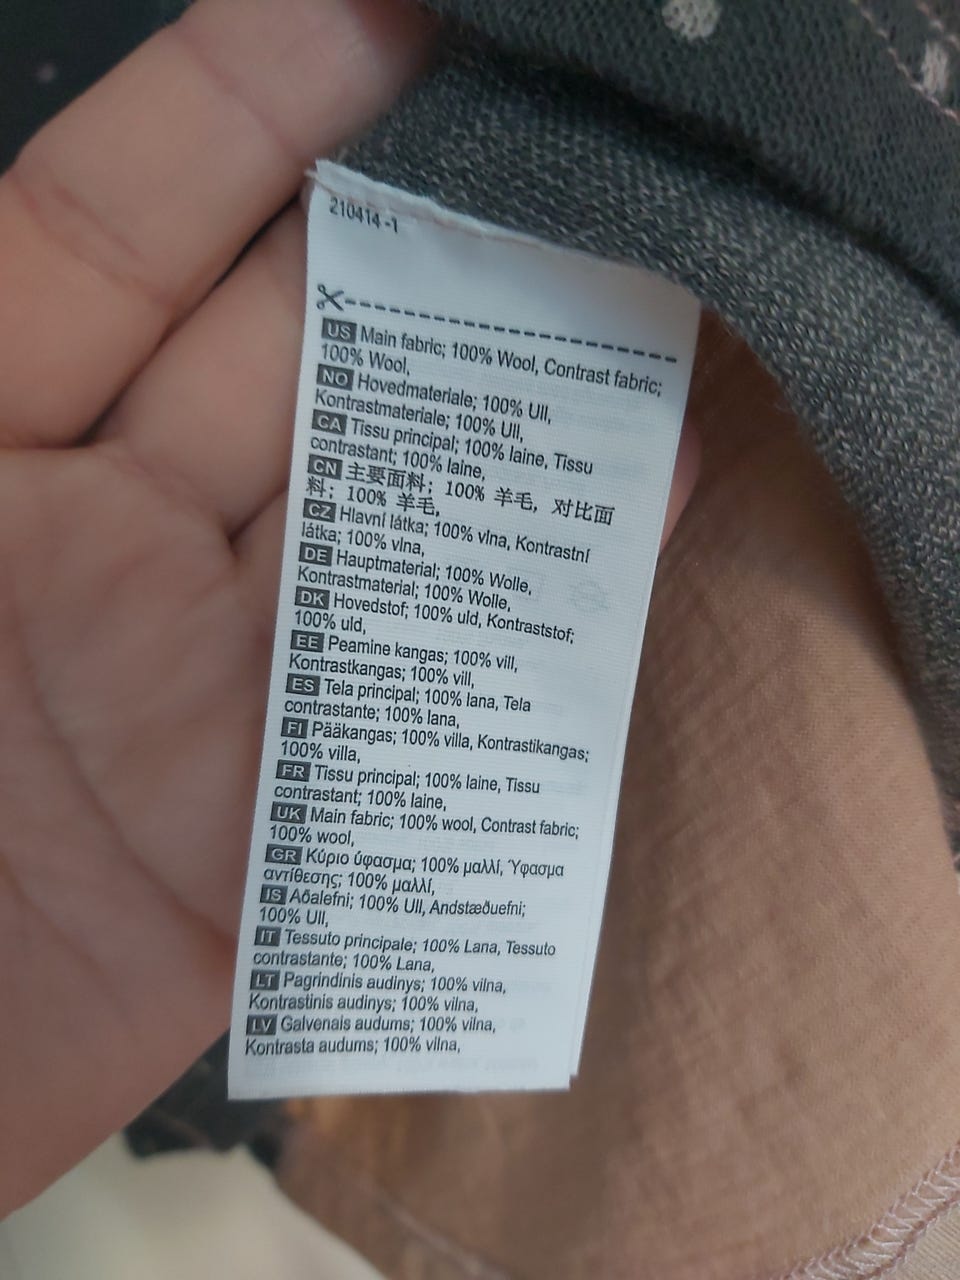 210414-1
US Main fabric; 100% Wool, Contrast fabric;
100% Wool,
NO Hovedmateriale; 100% Ull,
Kontrastmateriale; 100% Ull,
CA Tissu principal; 100% laine, Tissu
contrastant; 100% laine,
CN 主要面料；100% 羊毛，对比面
料；100% 羊毛,
CZ Hlavní látka; 100% vlna, Kontrastní
látka; 100% vlna,
DE Hauptmaterial; 100% Wolle,
Kontrastmaterial; 100% Wolle,
DK Hovedstof; 100% uld, Kontraststof;
100% uld,
EE Peamine kangas; 100% vill,
Kontrastkangas; 100% vill,
ES Tela principal; 100% lana, Tela
contrastante; 100% lana,
FI Pääkangas; 100% villa, Kontrastikangas;
100% villa,
FR Tissu principal; 100% laine, Tissu
contrastant; 100% laine,
UK Main fabric; 100% wool, Contrast fabric;
100% wool,
GR Κύριο ύφασμα; 100% μαλλί, Ύφασμα
αντίθεσης; 100% μαλλί,
IS Aðalefni; 100% Ull, Andstæðuefni;
100% Ull,
IT Tessuto principale; 100% Lana, Tessuto
contrastante; 100% Lana,
LT Pagrindinis audinys; 100% vilna,
Kontrastinis audinys; 100% vilna,
LV Galvenais audums; 100% vilna,
Kontrasta audums; 100% vilna,